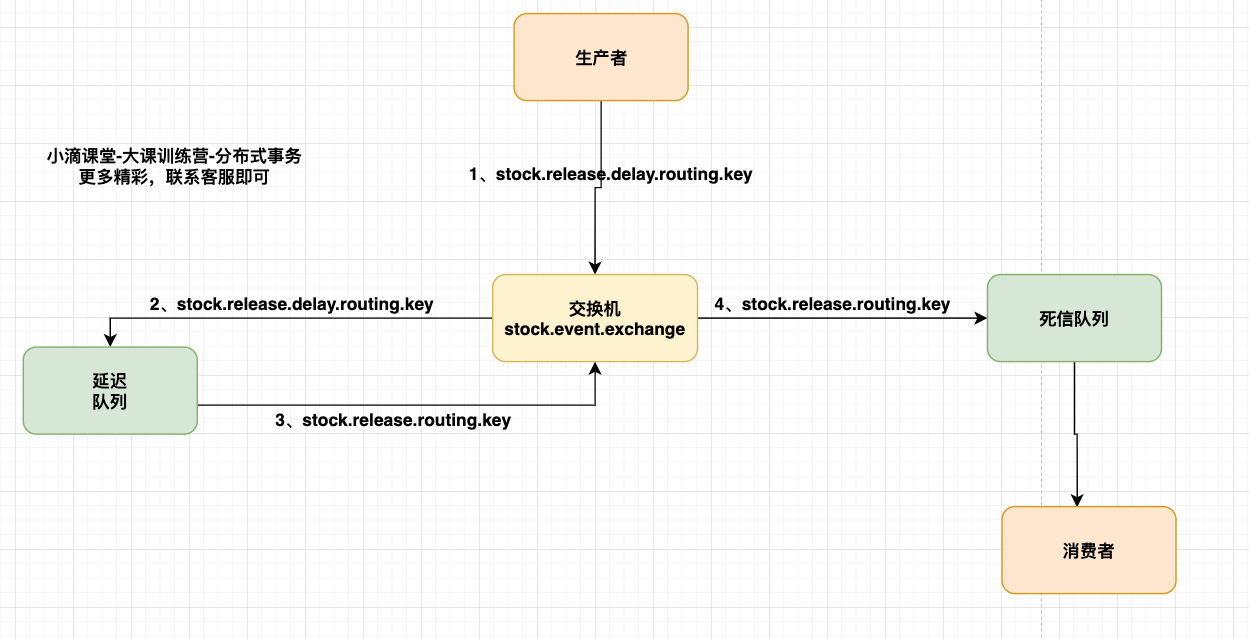 生产者
小滴课堂-大课训练营-分布式事务
更多精彩，联系客服即可
1、stock.release.delay.routing.key
2、stock.release.delay.routing.key
交换机
stock.event.exchange
4、stock.release.routing.key
死信队列
延迟
队列
3、stock.release.routing.key
消费者